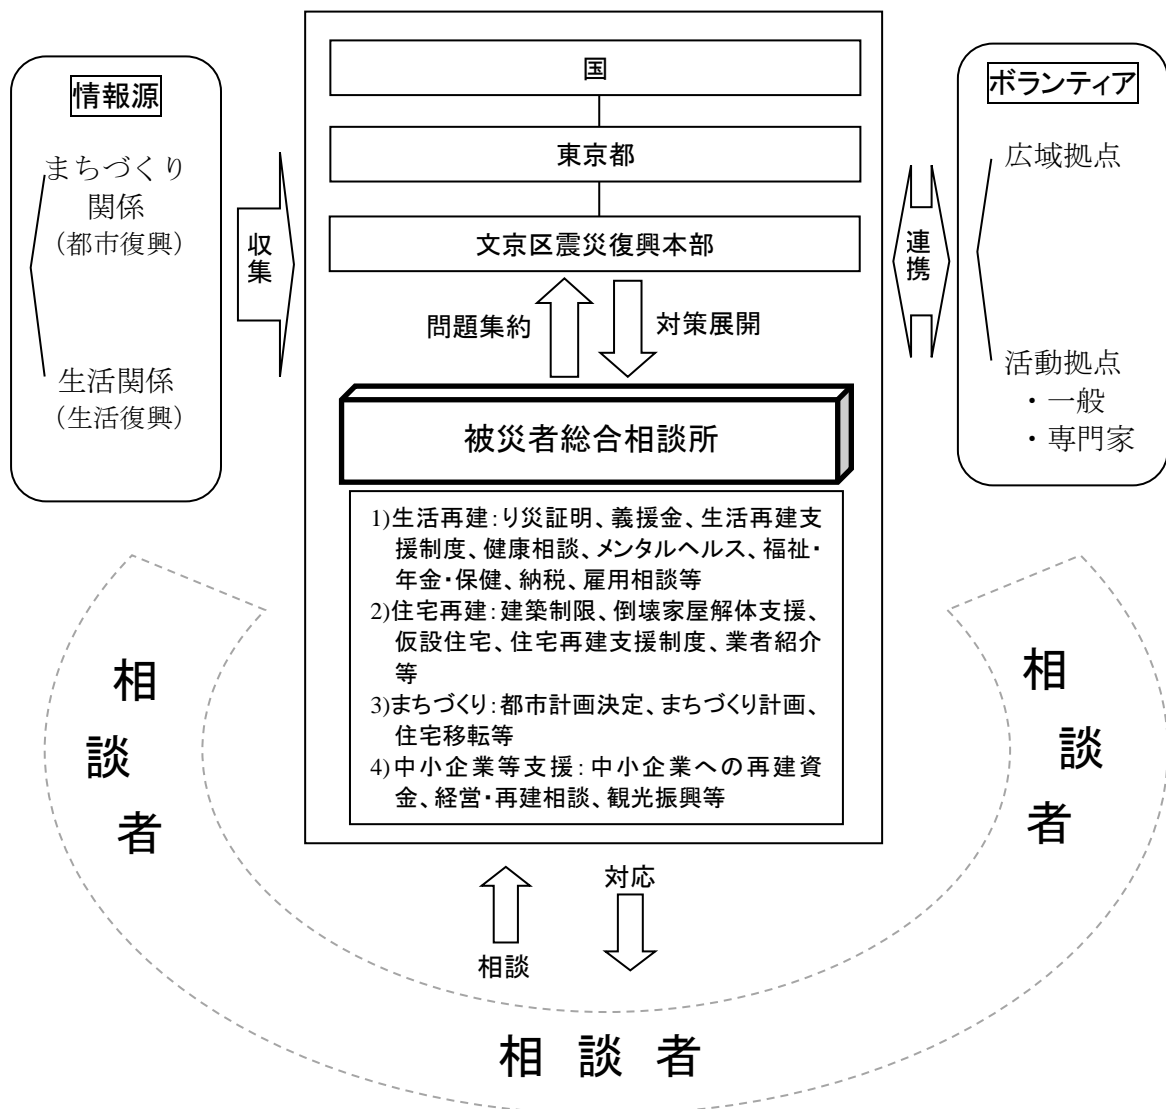 情報源
まちづくり
関係
（都市復興）
生活関係
（生活復興）
収集
国
東京都
文京区震災復興本部
問題集約
対策展開
被災者総合相談所
1)生活再建：り災証明、義援金、生活再建支
援制度、健康相談、メンタルヘルス、福祉・
年金・保健、納税、雇用相談等
2)住宅再建：建築制限、倒壊家屋解体支援、
仮設住宅、住宅再建支援制度、業者紹介
等
3)まちづくり：都市計画決定、まちづくり計画、
住宅移転等
4)中小企業等支援：中小企業への再建資
金、経営・再建相談、観光振興等
連携
ボランティア
広域拠点
活動拠点
・一般
・専門家
相談者
相談者
対応
相談
相談者